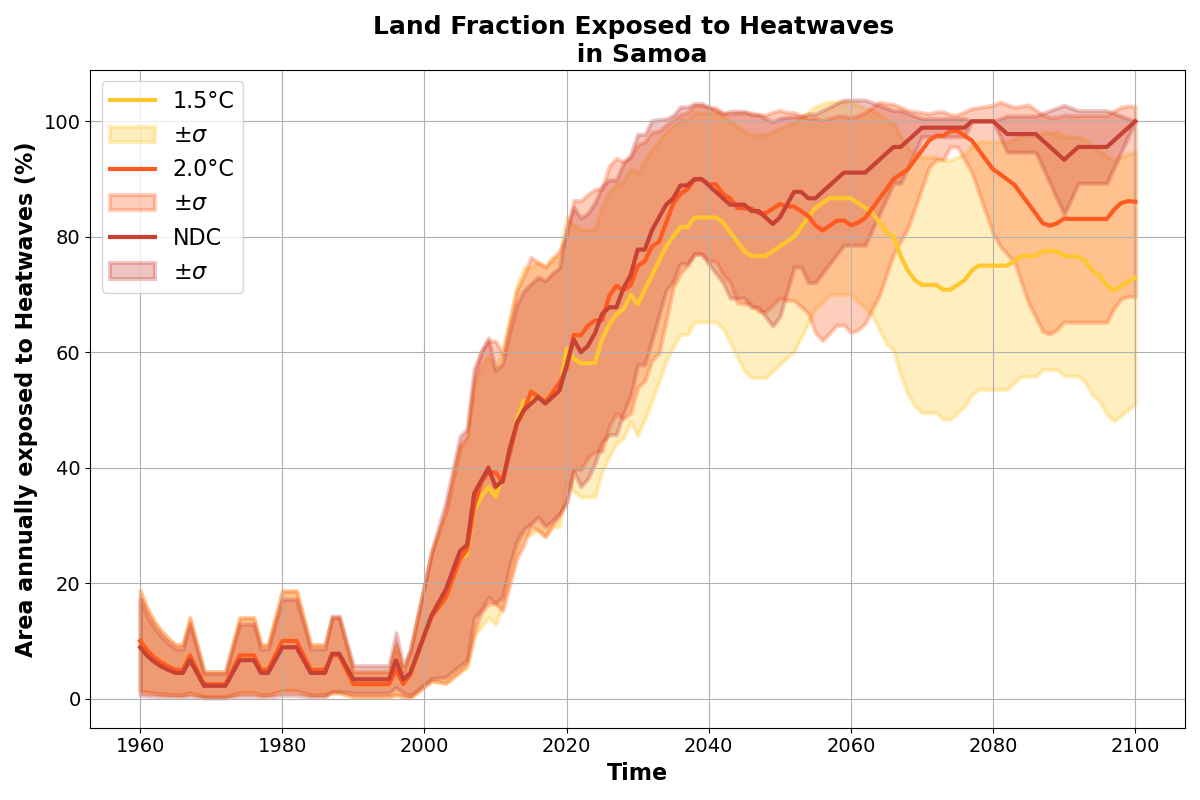 Land Fraction Exposed to Heatwaves
in Samoa
1.5°C
±σ
2.0°C
±σ
NDC
±σ
Area annually exposed to Heatwaves (%)
100
80
60
40
20
0
1960 1980 2000 2020 2040 2060 2080 2100
Time